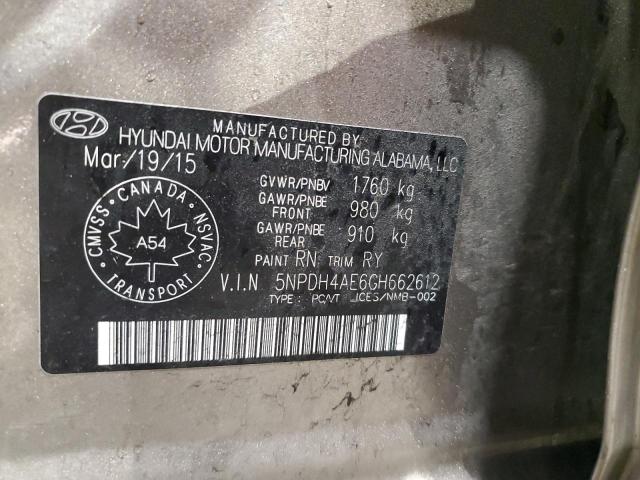 MANUFACTURED BY
HYUNDAI MOTOR MANUFACTURING ALABAMA, LLC
Mar/19/15
GVWR/PNBV 1760 kg
GAWR/PNBE FRONT 980 kg
GAWR/PNBE REAR 910 kg
PAINT RN TRIM RY
V.I.N 5NPDH4AE6GH662612
TYPE : PC/VT ICES/NMB-002
CANADA
CMVSS · NSVAC
A54
TRANSPORT